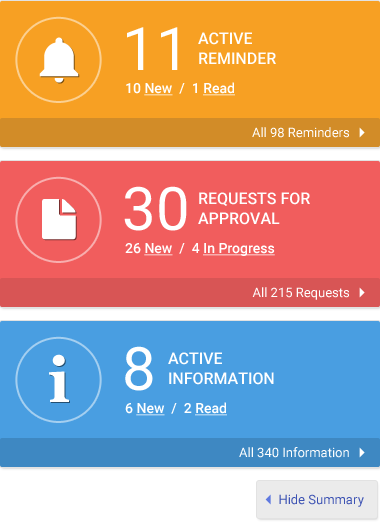 11 ACTIVE
REMINDER
10 New / 1 Read
All 98 Reminders
30 REQUESTS FOR
APPROVAL
26 New / 4 In Progress
All 215 Requests
8 ACTIVE
INFORMATION
6 New / 2 Read
All 340 Information
Hide Summary